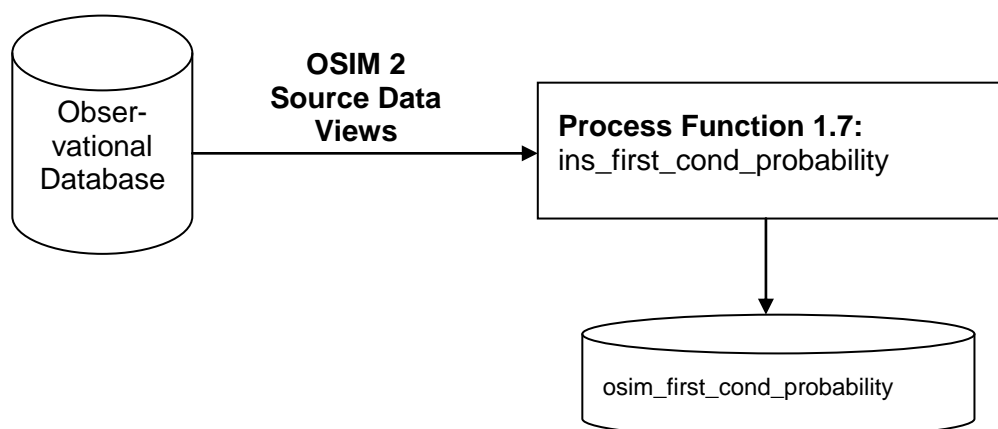 Obser-
vational
Database
OSIM 2
Source Data
Views
Process Function 1.7:
ins_first_cond_probability
osim_first_cond_probability